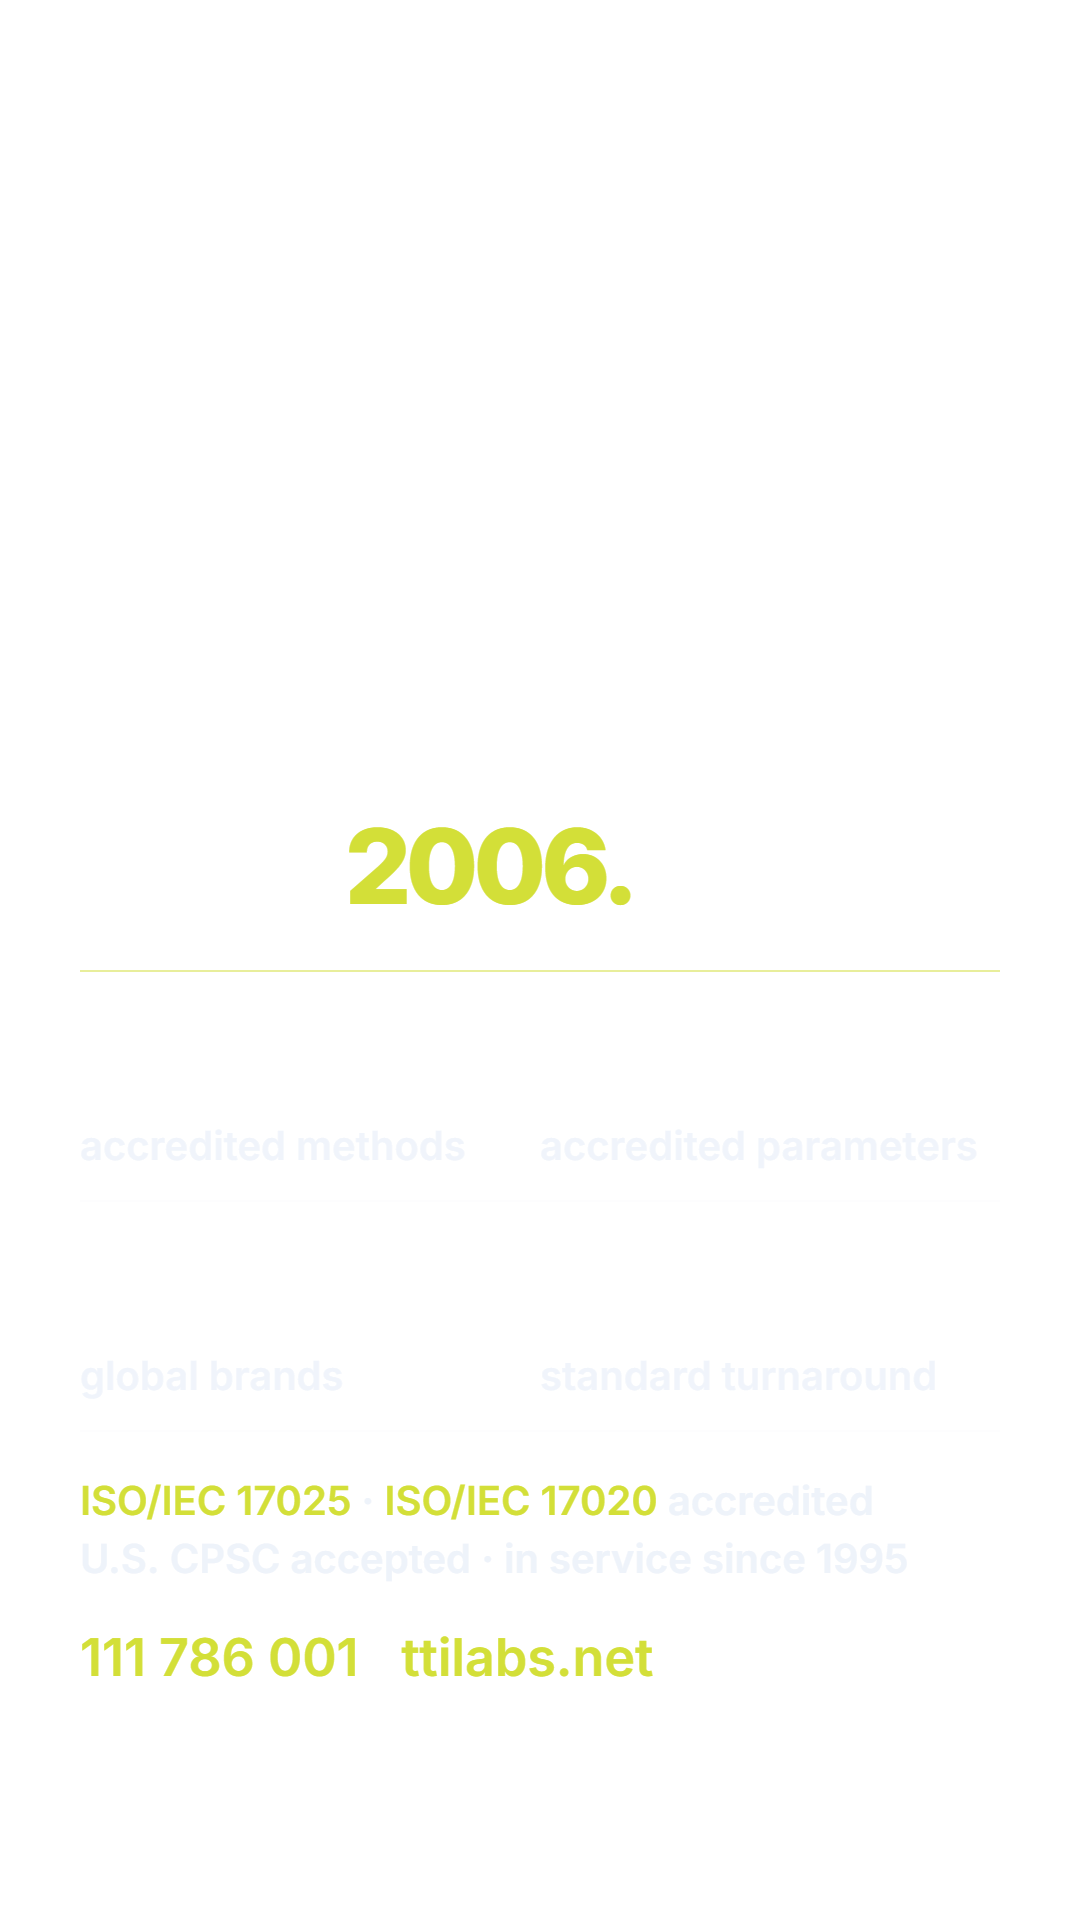 2006.
accredited methods accredited parameters
global brands standard turnaround
ISO/IEC 17025 · ISO/IEC 17020 accredited
U.S. CPSC accepted · in service since 1995
111 786 001 ttilabs.net